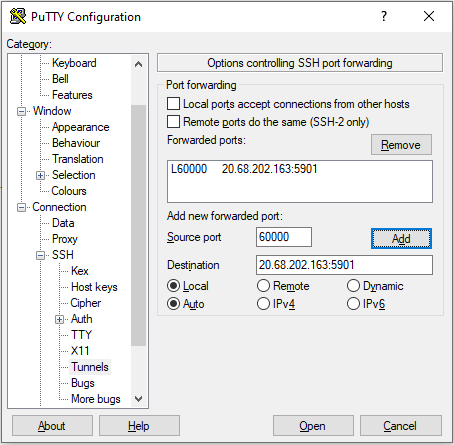 PuTTY Configuration
?
Category:
Keyboard
Bell
Features
Window
Appearance
Behaviour
Translation
Selection
Colours
Connection
Data
Proxy
SSH
Kex
Host keys
Cipher
Auth
TTY
X11
Tunnels
Bugs
More bugs
Options controlling SSH port forwarding
Port forwarding
Local ports accept connections from other hosts
Remote ports do the same (SSH-2 only)
Forwarded ports:
Remove
L60000 20.68.202.163:5901
Add new forwarded port:
Source port 60000 Add
Destination 20.68.202.163:5901
Local Remote Dynamic
Auto IPv4 IPv6
About Help Open Cancel